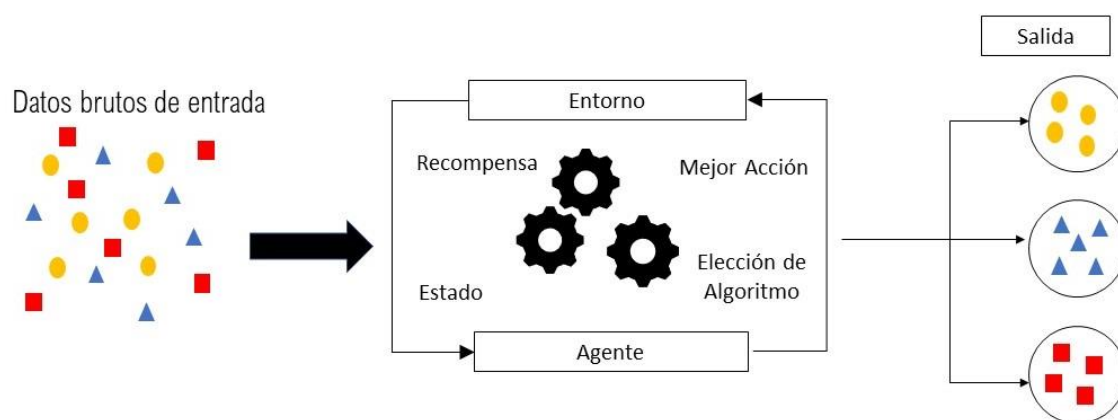 Datos brutos de entrada
Entorno
Recompensa
Mejor Acción
Estado
Elección de
Algoritmo
Agente
Salida